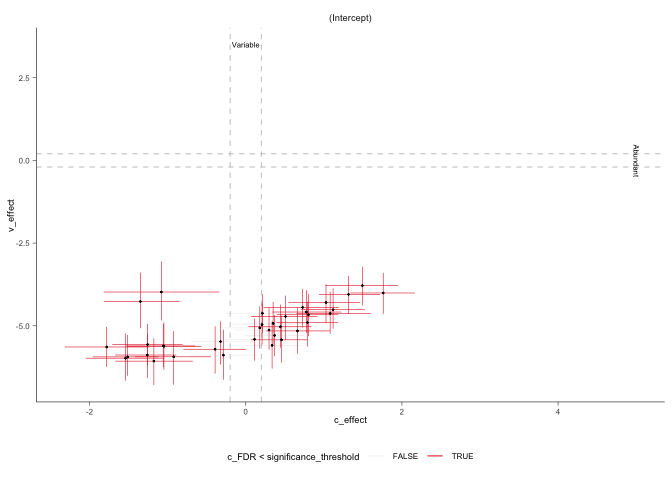 (Intercept)
Variable
Abundant
2.5
0.0
-2.5
-5.0
v_effect
-2
0
2
4
c_effect
c_FDR < significance_threshold FALSE TRUE